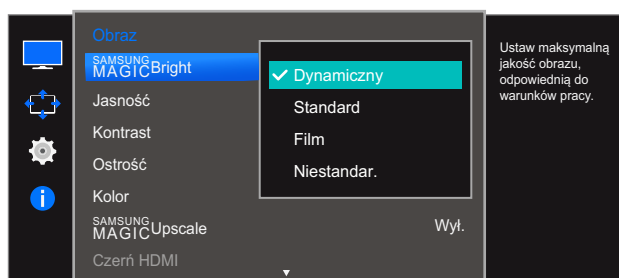 Obraz
SAMSUNG
MAGICBright
Jasność
Kontrast
Ostrość
Kolor
SAMSUNG
MAGICUpscale
Wył.
Czerń HDMI
Dynamiczny
Standard
Film
Niestandar.
Ustaw maksymalną
jakość obrazu,
odpowiednią do
warunków pracy.